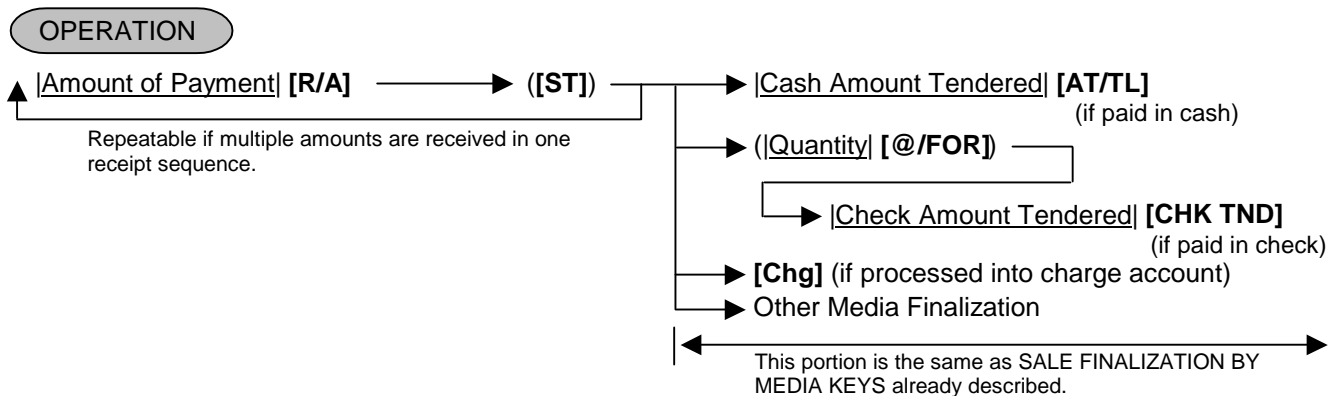 OPERATION
|Amount of Payment| [R/A] ([ST]) |Cash Amount Tendered| [AT/TL]
(if paid in cash)
Repeatable if multiple amounts are received in one
receipt sequence.
(|Quantity| [@/FOR])
|Check Amount Tendered| [CHK TND]
(if paid in check)
[Chg] (if processed into charge account)
Other Media Finalization
This portion is the same as SALE FINALIZATION BY
MEDIA KEYS already described.